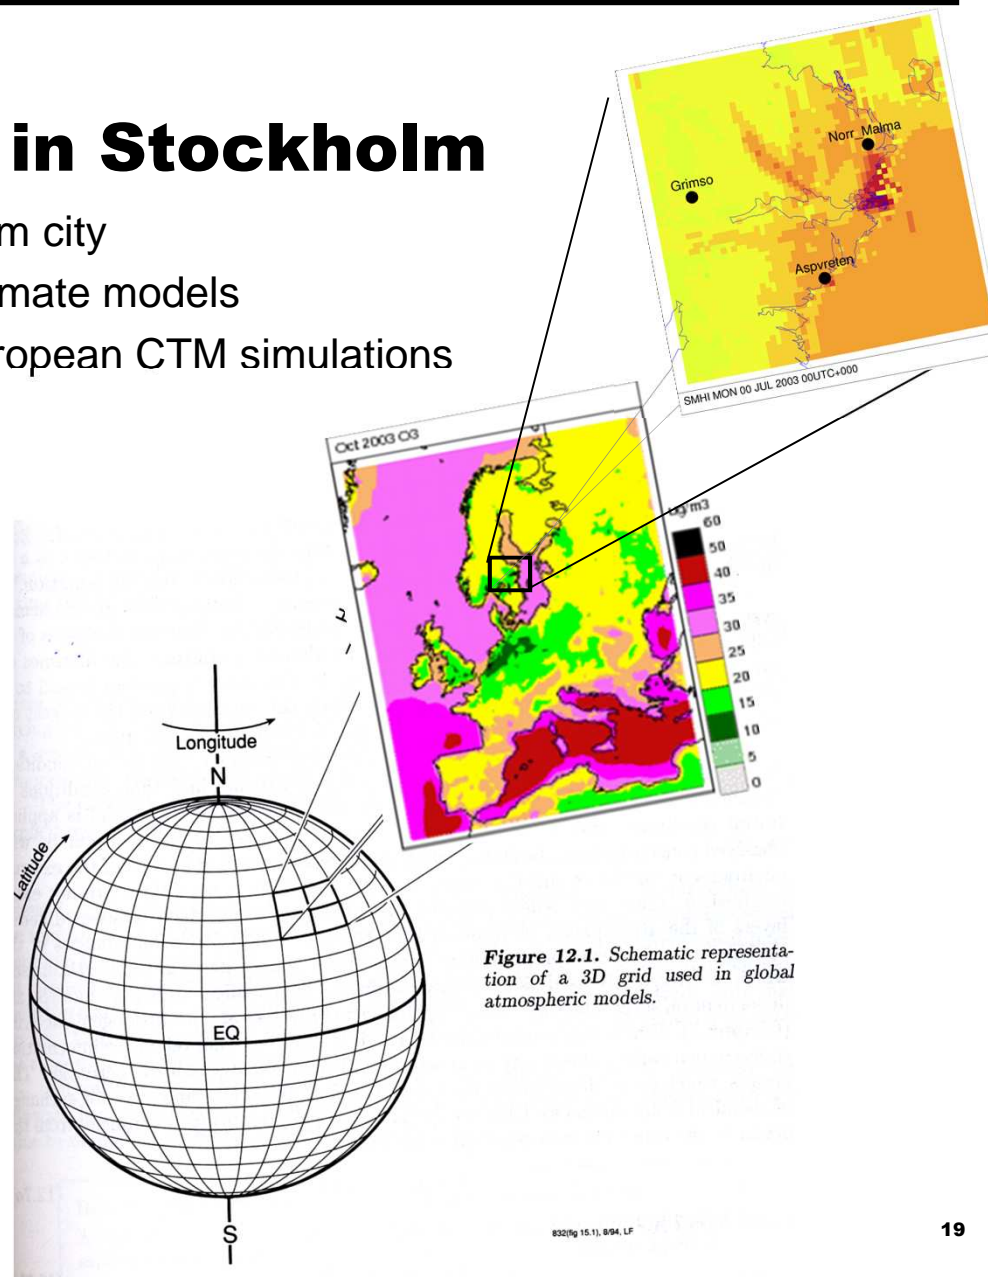 in Stockholm
m city
mate models
ropean CTM simulations
Norr_Malma
Grimso
Aspvreten
SMHI MON 00 JUL 2003 00UTC+000
Oct 2003 O3
ug/m3
60
50
40
35
30
25
20
15
10
5
0
Longitude
N
Latitude
EQ
S
Figure 12.1. Schematic representa-
tion of a 3D grid used in global
atmospheric models.
832(fig 15.1), 8/94, LF
19